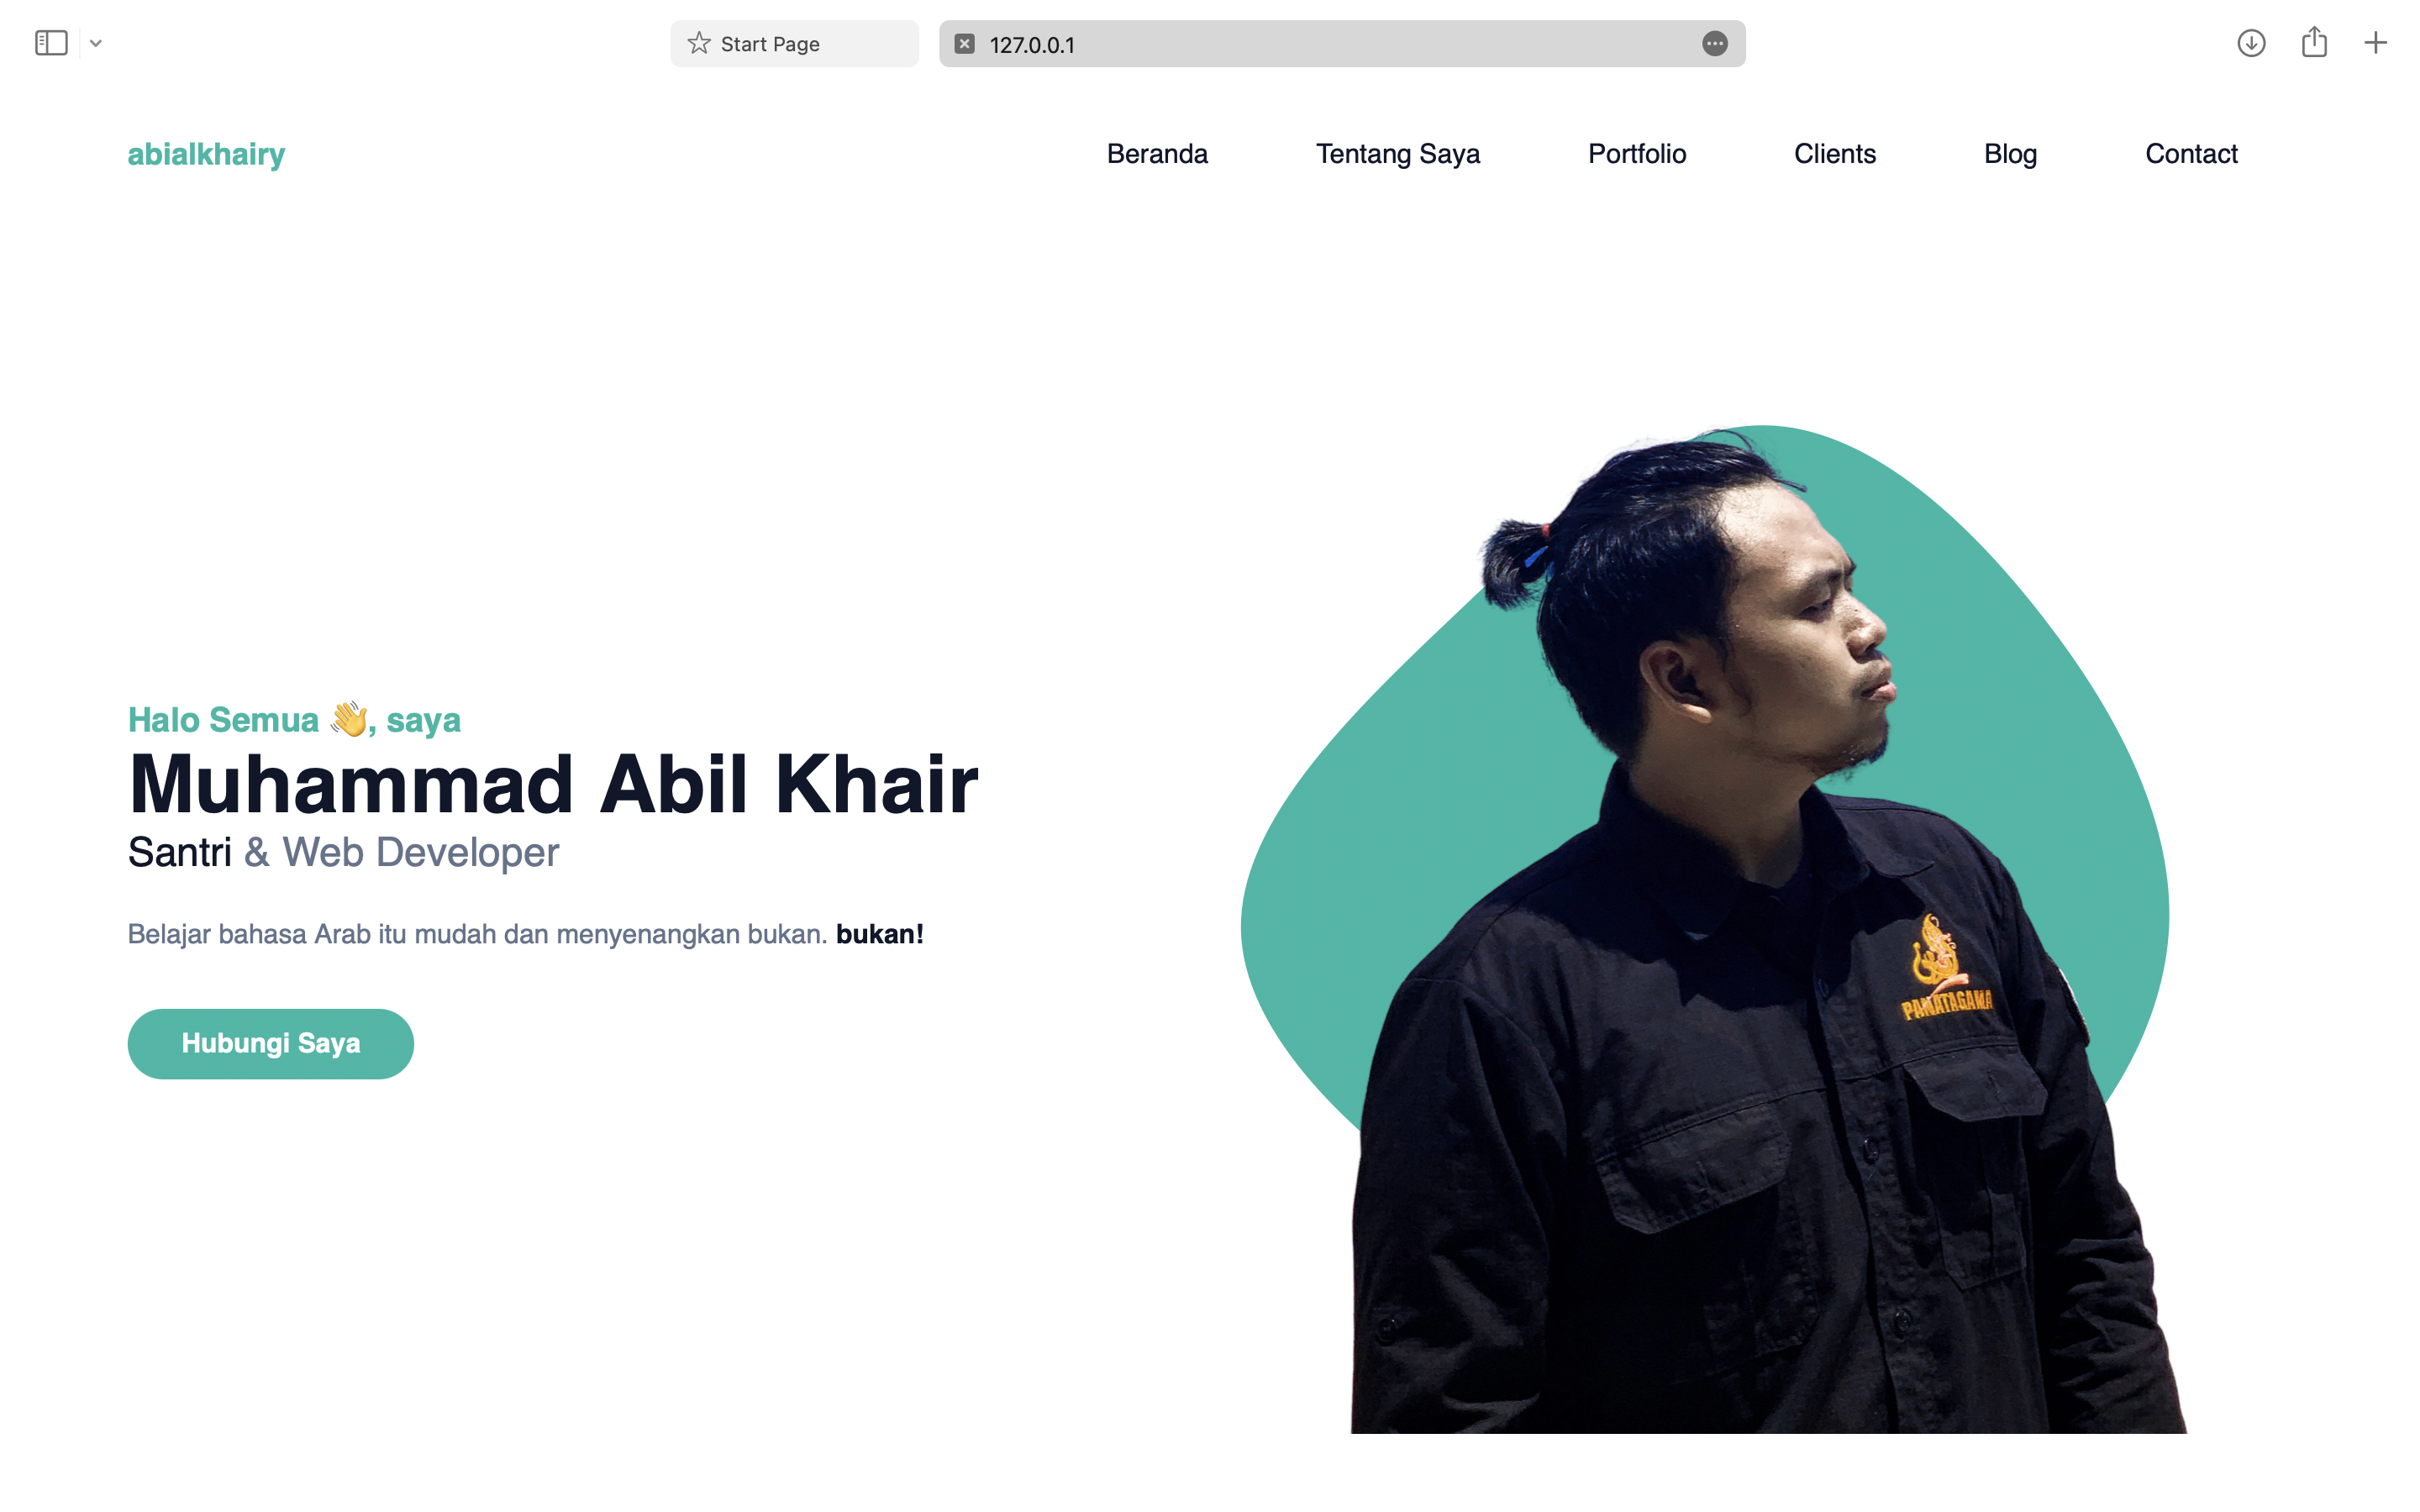 Start Page
127.0.0.1
abialkhairy
Beranda
Tentang Saya
Portfolio
Clients
Blog
Contact
Halo Semua 👋, saya
Muhammad Abil Khair
Santri & Web Developer
Belajar bahasa Arab itu mudah dan menyenangkan bukan. bukan!
Hubungi Saya
PANATAGAMA